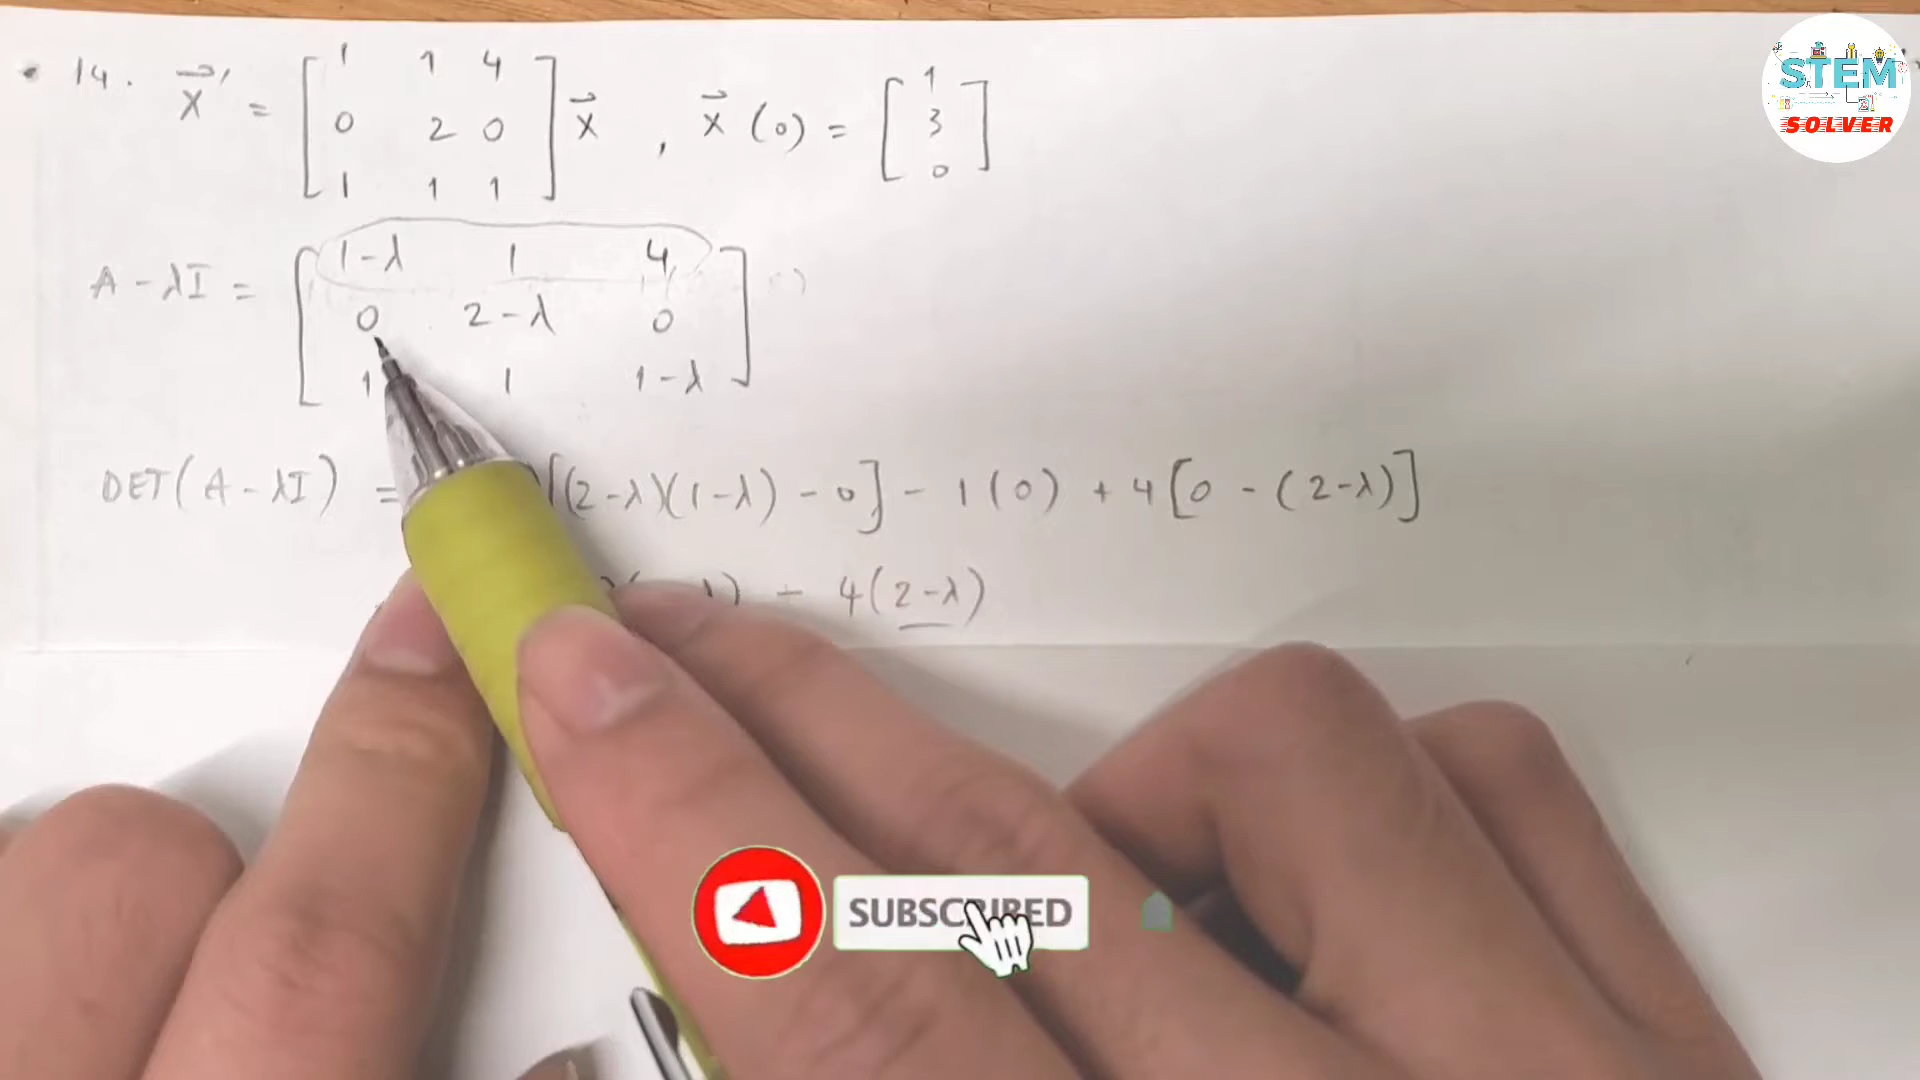 14. x⃗' = [ 1 1 4 ; 0 2 0 ; 1 1 1 ] x⃗ , x⃗(0) = [ 1 ; 3 ; 0 ]
A - λI = [ 1-λ 1 4 ; 0 2-λ 0 ; 1 1 1-λ ]
DET(A - λI) = [(2-λ)(1-λ) - 0] - 1(0) + 4[0 - (2-λ)]
4(2-λ)
STEM
SOLVER
SUBSCRIBED